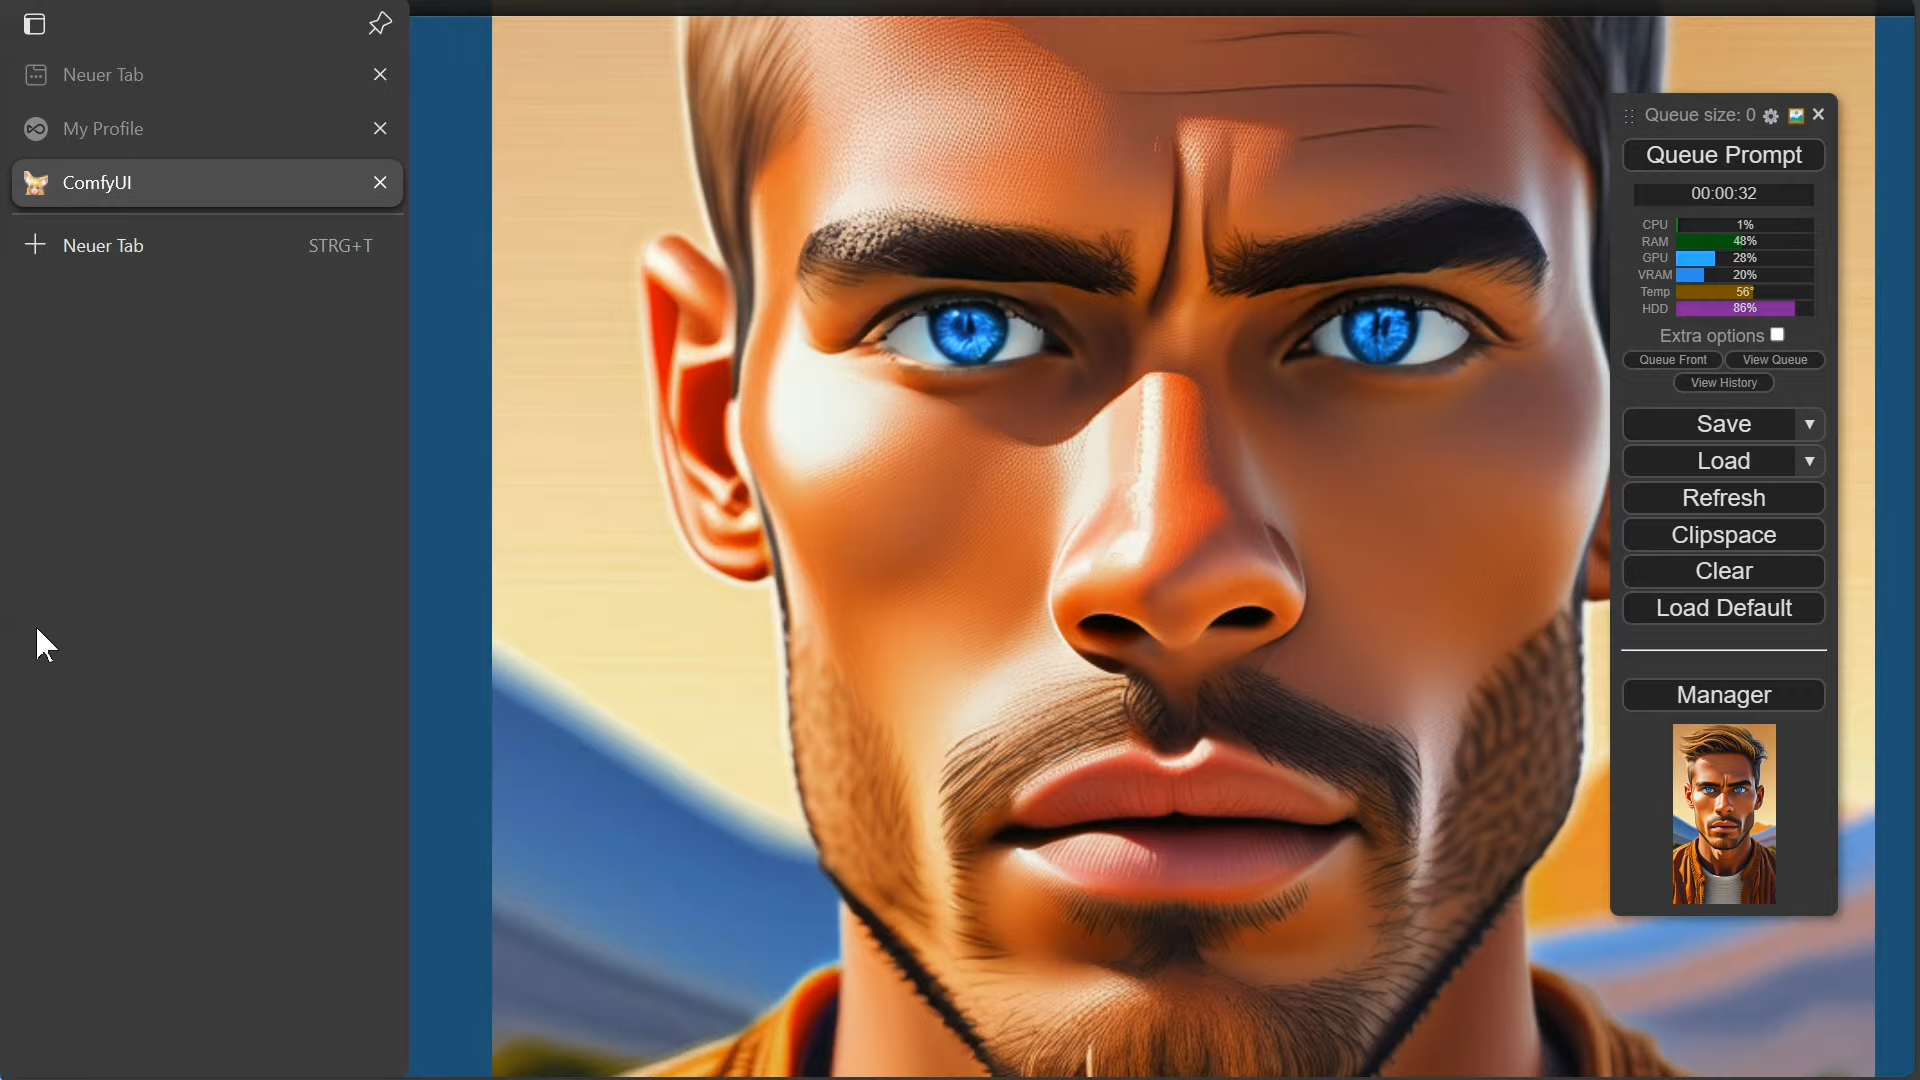 Neuer Tab
My Profile
ComfyUI
Neuer Tab STRG+T
Queue size: 0
Queue Prompt
00:00:32
CPU 1%
RAM 48%
GPU 28%
VRAM 20%
Temp 56°
HDD 86%
Extra options
Queue Front View Queue
View History
Save
Load
Refresh
Clipspace
Clear
Load Default
Manager